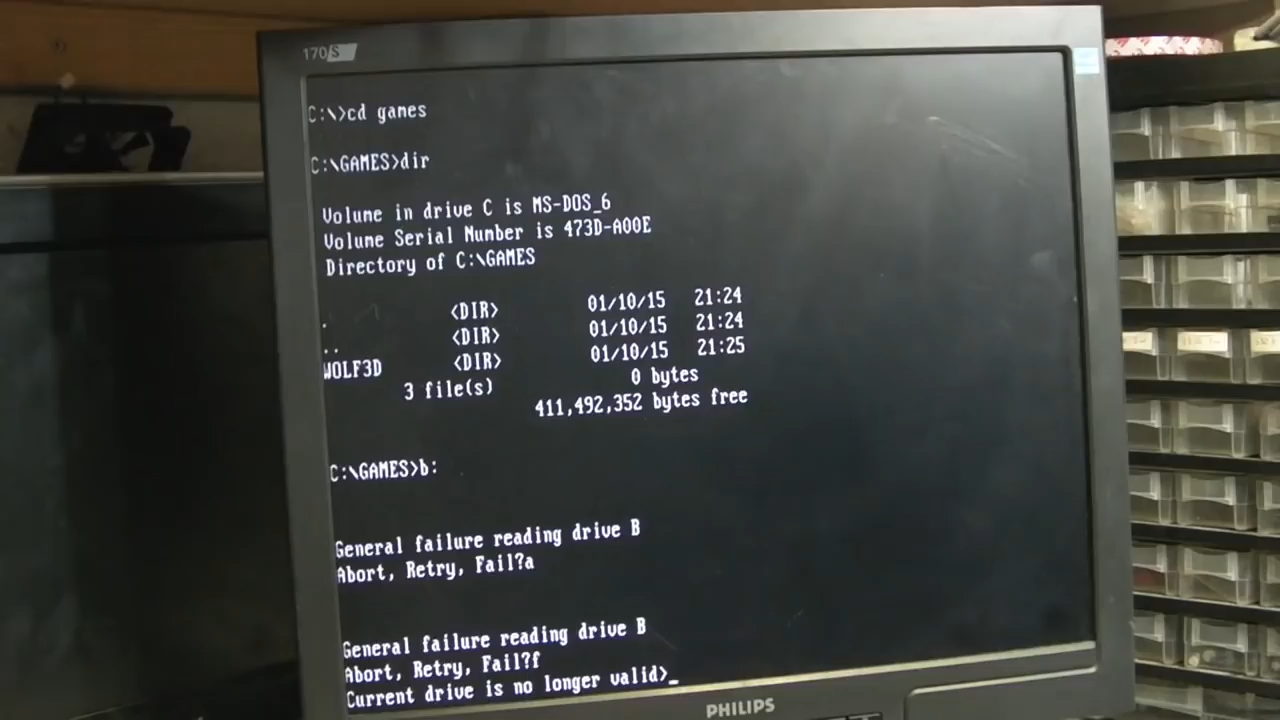 170S
C:\>cd games
C:\GAMES>dir
Volume in drive C is MS-DOS_6
Volume Serial Number is 473D-A00E
Directory of C:\GAMES
. <DIR> 01/10/15 21:24
.. <DIR> 01/10/15 21:24
WOLF3D <DIR> 01/10/15 21:25
3 file(s) 0 bytes
411,492,352 bytes free
C:\GAMES>b:
General failure reading drive B
Abort, Retry, Fail?a
General failure reading drive B
Abort, Retry, Fail?f
Current drive is no longer valid>_
PHILIPS